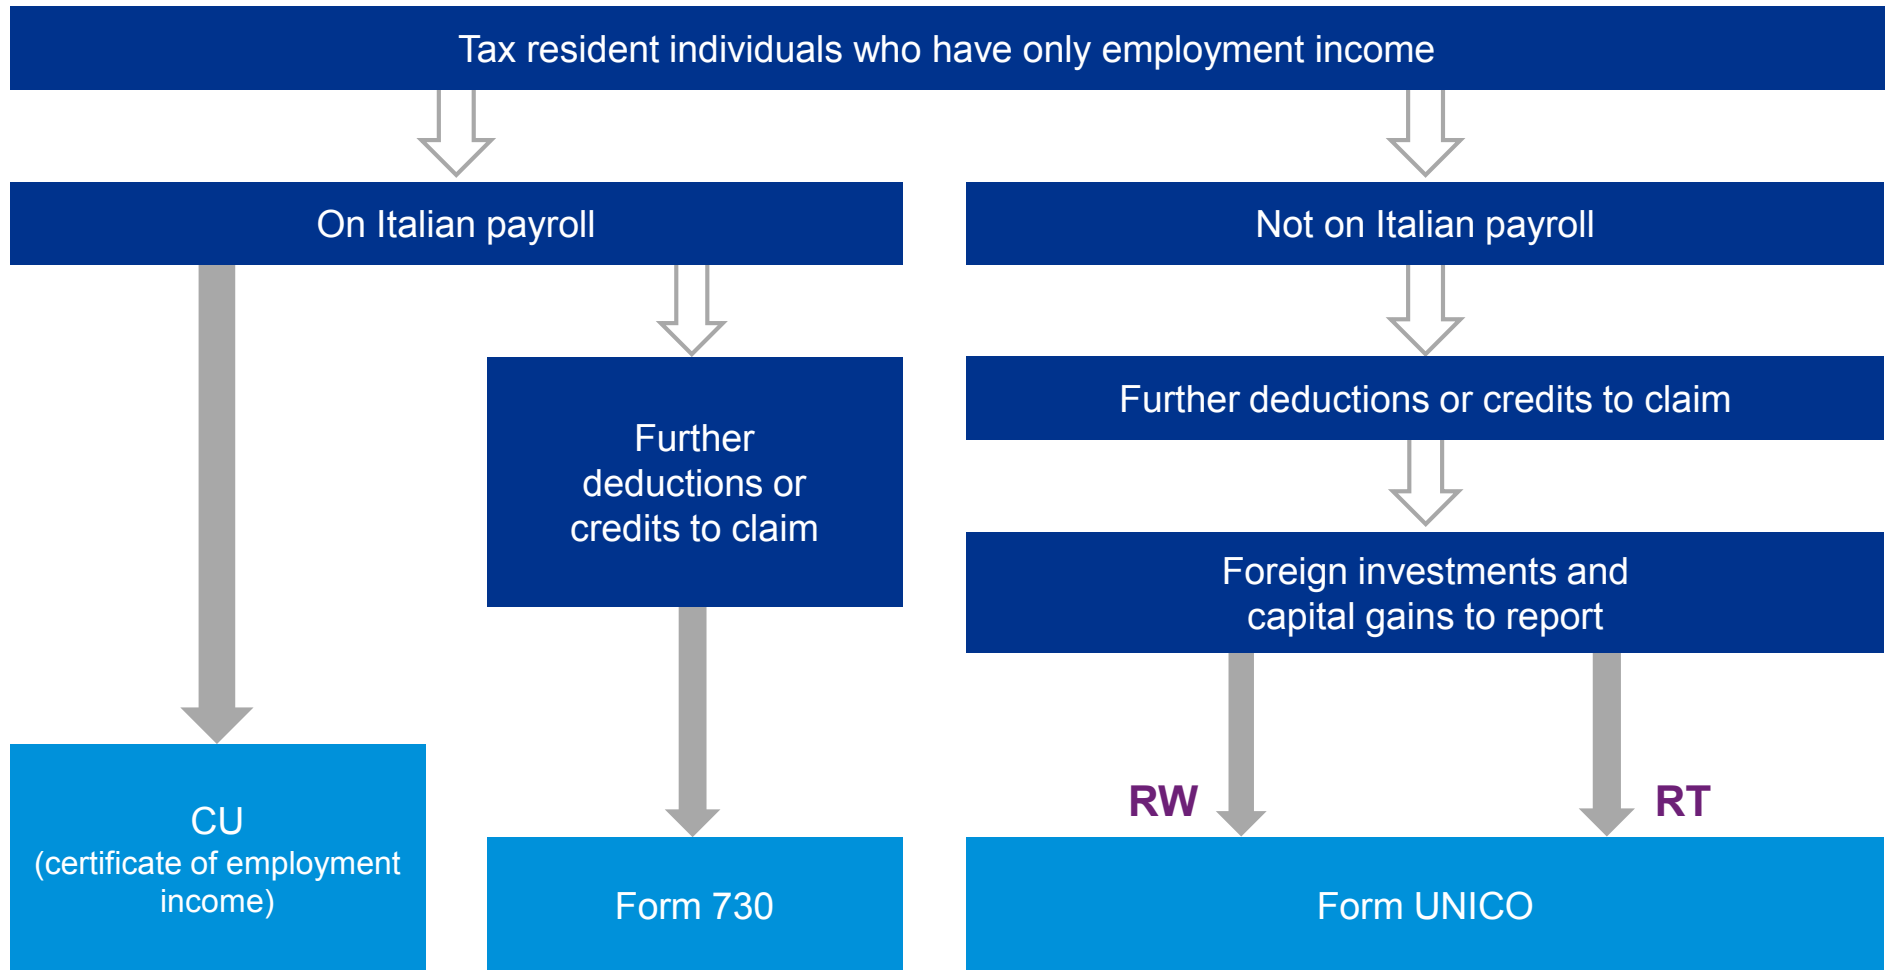 Tax resident individuals who have only employment income
On Italian payroll
Not on Italian payroll
Further
deductions or
credits to claim
Further deductions or credits to claim
Foreign investments and
capital gains to report
RW
RT
CU
(certificate of employment
income)
Form 730
Form UNICO